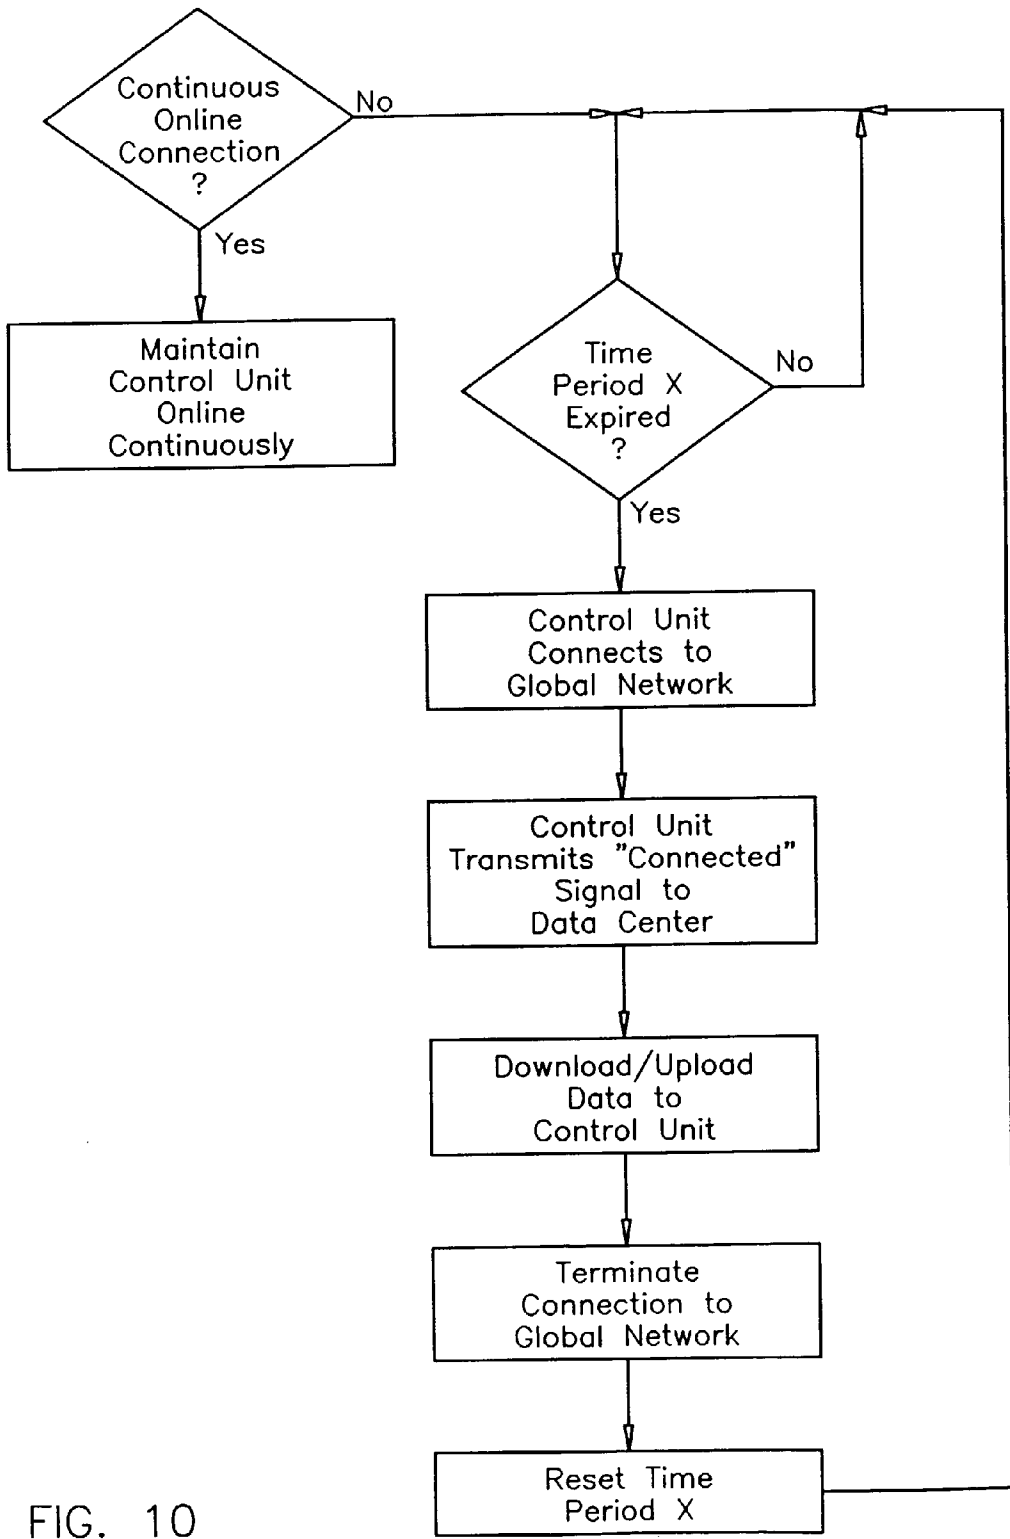 Continuous
Online
Connection
?
No
Yes
Maintain
Control Unit
Online
Continuously
Time
Period X
Expired
?
No
Yes
Control Unit
Connects to
Global Network
Control Unit
Transmits "Connected"
Signal to
Data Center
Download/Upload
Data to
Control Unit
Terminate
Connection to
Global Network
Reset Time
Period X
FIG. 10